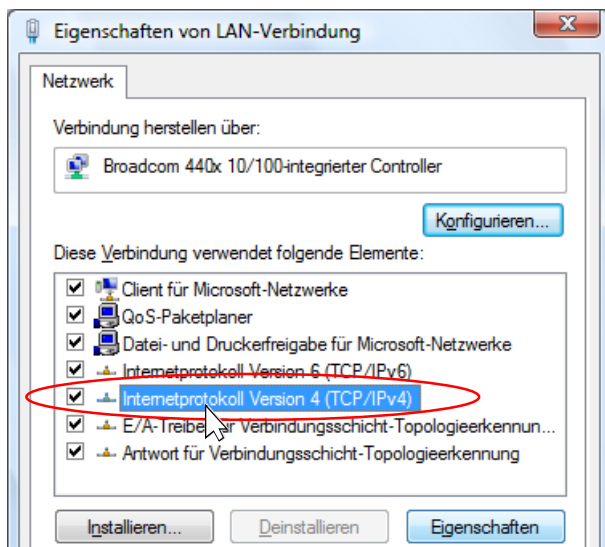 Eigenschaften von LAN-Verbindung
Netzwerk
Verbindung herstellen über:
Broadcom 440x 10/100-integrierter Controller
Konfigurieren...
Diese Verbindung verwendet folgende Elemente:
Client für Microsoft-Netzwerke
QoS-Paketplaner
Datei- und Druckerfreigabe für Microsoft-Netzwerke
Internetprotokoll Version 6 (TCP/IPv6)
Internetprotokoll Version 4 (TCP/IPv4)
E/A-Treiber für Verbindungsschicht-Topologieerkennun...
Antwort für Verbindungsschicht-Topologieerkennung
Installieren... Deinstallieren Eigenschaften